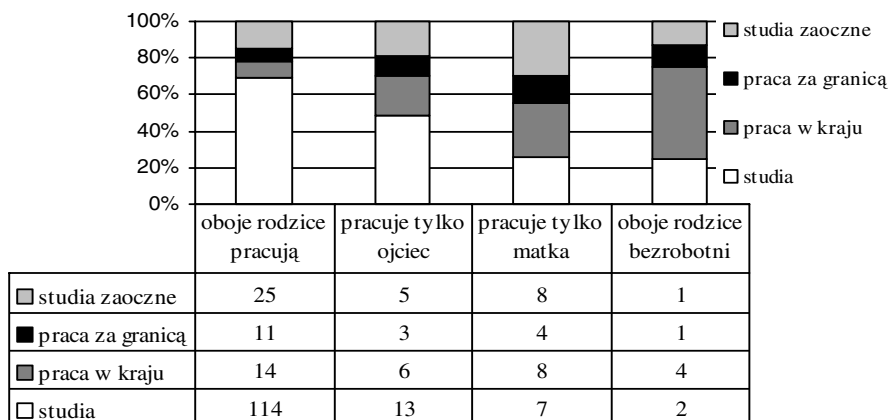 100%
80%
60%
40%
20%
0%
studia zaoczne
praca za granicą
praca w kraju
studia
oboje rodzice pracują
pracuje tylko ojciec
pracuje tylko matka
oboje rodzice bezrobotni
studia zaoczne 25 5 8 1
praca za granicą 11 3 4 1
praca w kraju 14 6 8 4
studia 114 13 7 2